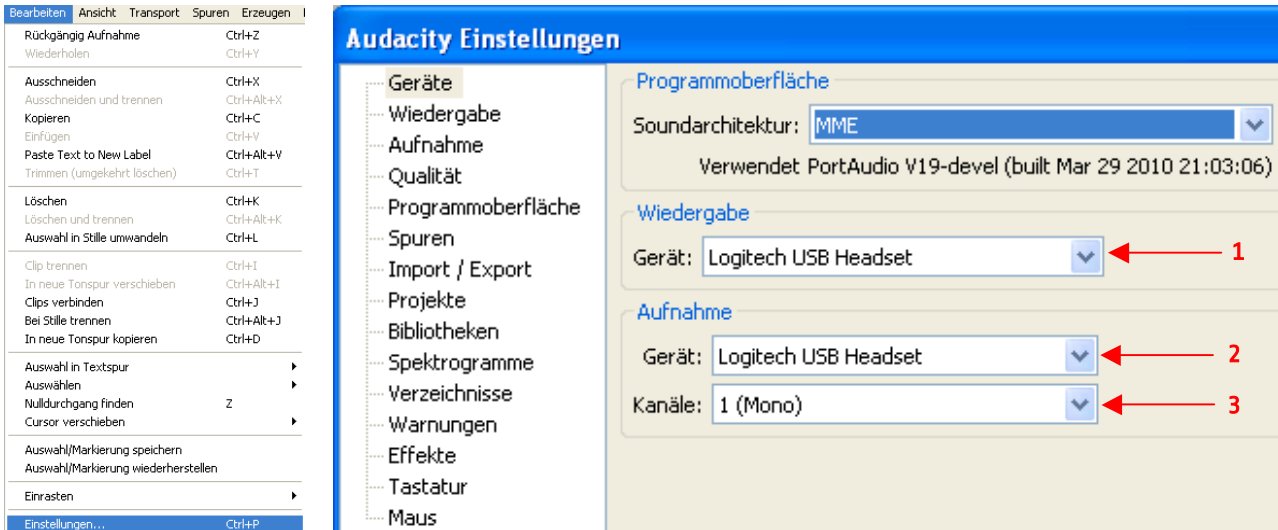 Bearbeiten Ansicht Transport Spuren Erzeugen
Rückgängig Aufnahme Ctrl+Z
Wiederholen Ctrl+Y
Ausschneiden Ctrl+X
Ausschneiden und trennen Ctrl+Alt+X
Kopieren Ctrl+C
Einfügen Ctrl+V
Paste Text to New Label Ctrl+Alt+V
Trimmen (umgekehrt löschen) Ctrl+T
Löschen Ctrl+K
Löschen und trennen Ctrl+Alt+K
Auswahl in Stille umwandeln Ctrl+L
Clip trennen Ctrl+I
In neue Tonspur verschieben Ctrl+Alt+I
Clips verbinden Ctrl+J
Bei Stille trennen Ctrl+Alt+J
In neue Tonspur kopieren Ctrl+D
Auswahl in Textspur
Auswählen
Nulldurchgang finden Z
Cursor verschieben
Auswahl/Markierung speichern
Auswahl/Markierung wiederherstellen
Einrasten
Einstellungen... Ctrl+P
Audacity Einstellungen
Geräte
Wiedergabe
Aufnahme
Qualität
Programmoberfläche
Spuren
Import / Export
Projekte
Bibliotheken
Spektrogramme
Verzeichnisse
Warnungen
Effekte
Tastatur
Maus
Programmoberfläche
Soundarchitektur: MME
Verwendet PortAudio V19-devel (built Mar 29 2010 21:03:06)
Wiedergabe
Gerät: Logitech USB Headset 1
Aufnahme
Gerät: Logitech USB Headset 2
Kanäle: 1 (Mono) 3